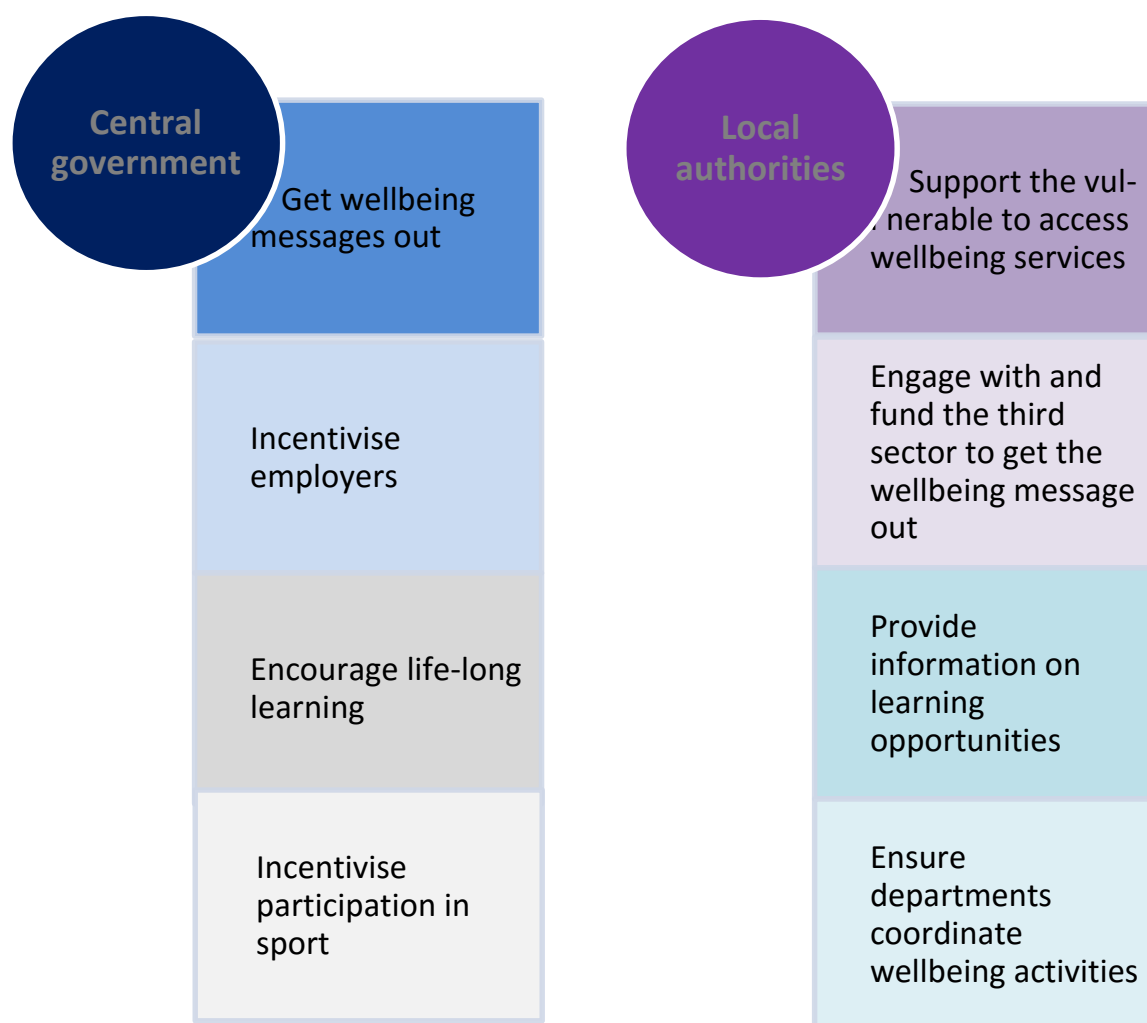 Central
government
Get wellbeing
messages out
Incentivise
employers
Encourage life-long
learning
Incentivise
participation in
sport
Local
authorities
Support the vul-
nerable to access
wellbeing services
Engage with and
fund the third
sector to get the
wellbeing message
out
Provide
information on
learning
opportunities
Ensure
departments
coordinate
wellbeing activities